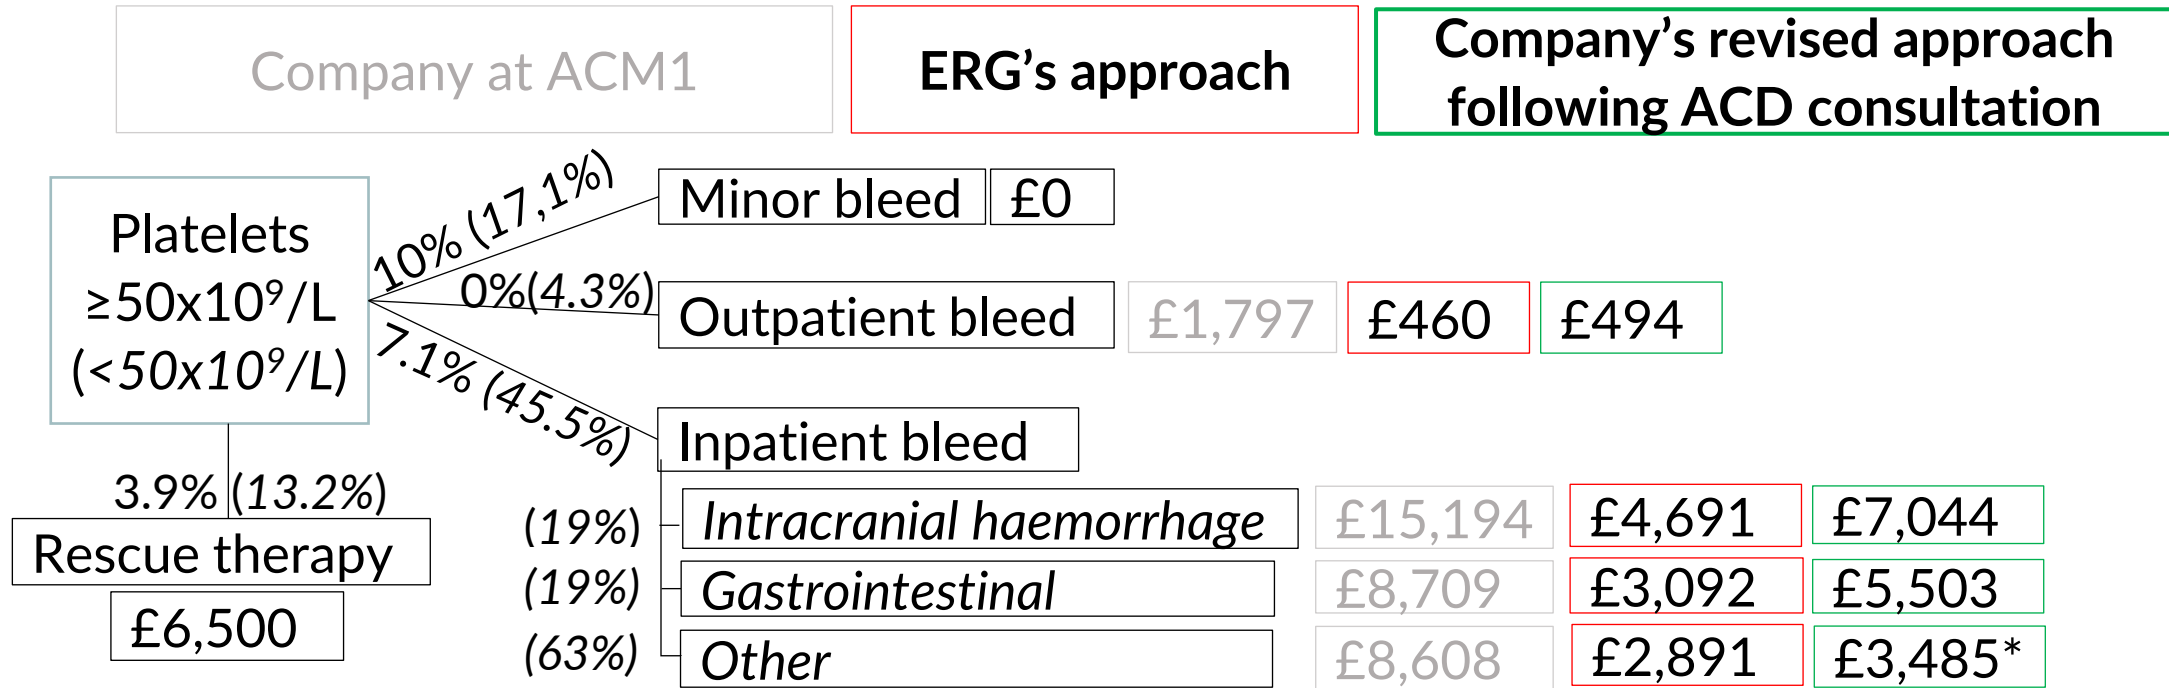 Company at ACM1
ERG's approach
Company's revised approach
following ACD consultation
Platelets
≥50x10⁹/L
(<50x10⁹/L)
10% (17,1%)
Minor bleed
£0
0%(4.3%)
Outpatient bleed
£1,797
£460
£494
7.1% (45.5%)
Inpatient bleed
3.9% (13.2%)
Rescue therapy
£6,500
(19%)
Intracranial haemorrhage
£15,194
£4,691
£7,044
(19%)
Gastrointestinal
£8,709
£3,092
£5,503
(63%)
Other
£8,608
£2,891
£3,485*